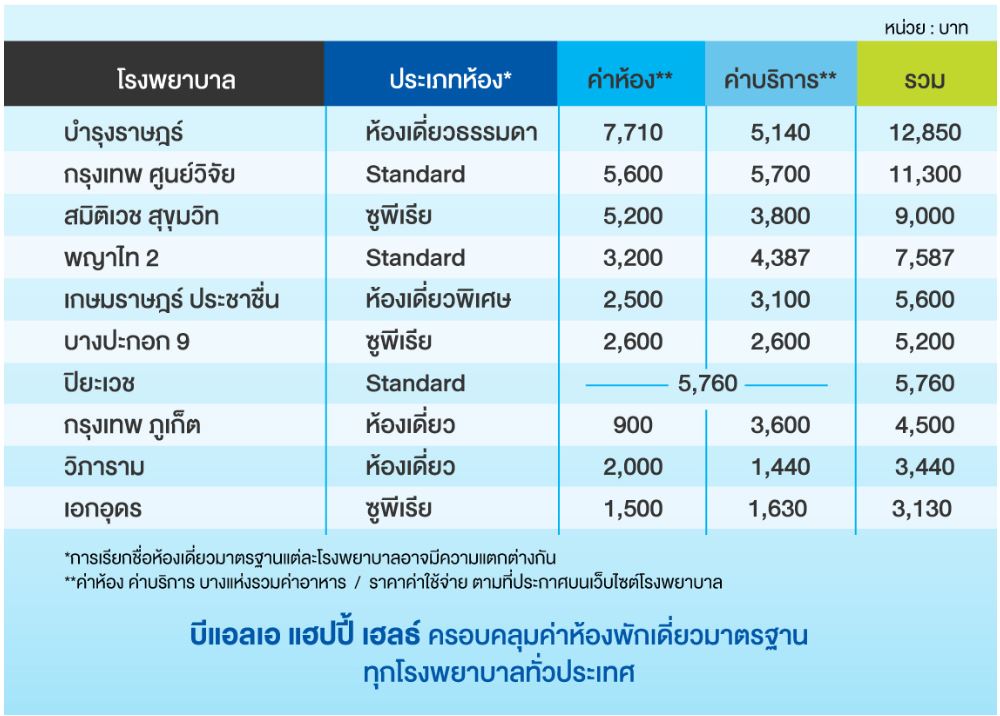 หน่วย : บาท
โรงพยาบาล ประเภทห้อง* ค่าห้อง** ค่าบริการ** รวม
บำรุงราษฎร์ ห้องเดี่ยวธรรมดา 7,710 5,140 12,850
กรุงเทพ ศูนย์วิจัย Standard 5,600 5,700 11,300
สมิติเวช สุขุมวิท ซูพีเรีย 5,200 3,800 9,000
พญาไท 2 Standard 3,200 4,387 7,587
เกษมราษฎร์ ประชาชื่น ห้องเดี่ยวพิเศษ 2,500 3,100 5,600
บางปะกอก 9 ซูพีเรีย 2,600 2,600 5,200
ปิยะเวช Standard 5,760 5,760
กรุงเทพ ภูเก็ต ห้องเดี่ยว 900 3,600 4,500
วิภาราม ห้องเดี่ยว 2,000 1,440 3,440
เอกอุดร ซูพีเรีย 1,500 1,630 3,130
*การเรียกชื่อห้องเดี่ยวมาตรฐานแต่ละโรงพยาบาลอาจมีความแตกต่างกัน
**ค่าห้อง ค่าบริการ บางแห่งรวมค่าอาหาร / ราคาค่าใช้จ่าย ตามที่ประกาศบนเว็บไซต์โรงพยาบาล
บีแอลเอ แฮปปี้ เฮลธ์ ครอบคลุมค่าห้องพักเดี่ยวมาตรฐาน
ทุกโรงพยาบาลทั่วประเทศ